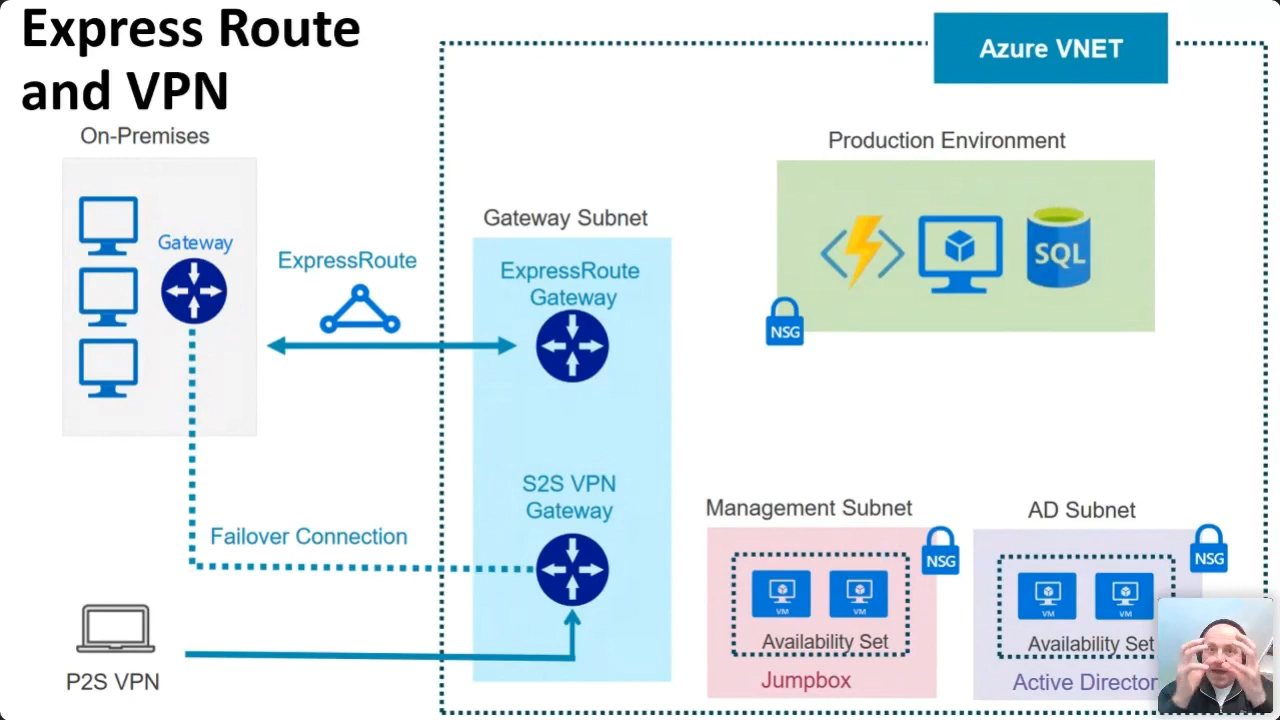 Express Route
and VPN
Azure VNET
On-Premises
Production Environment
Gateway
ExpressRoute
Gateway Subnet
ExpressRoute
Gateway
SQL
NSG
S2S VPN
Gateway
Failover Connection
Management Subnet
AD Subnet
NSG
NSG
VM
VM
VM
VM
Availability Set
Availability Set
Jumpbox
Active Director
P2S VPN